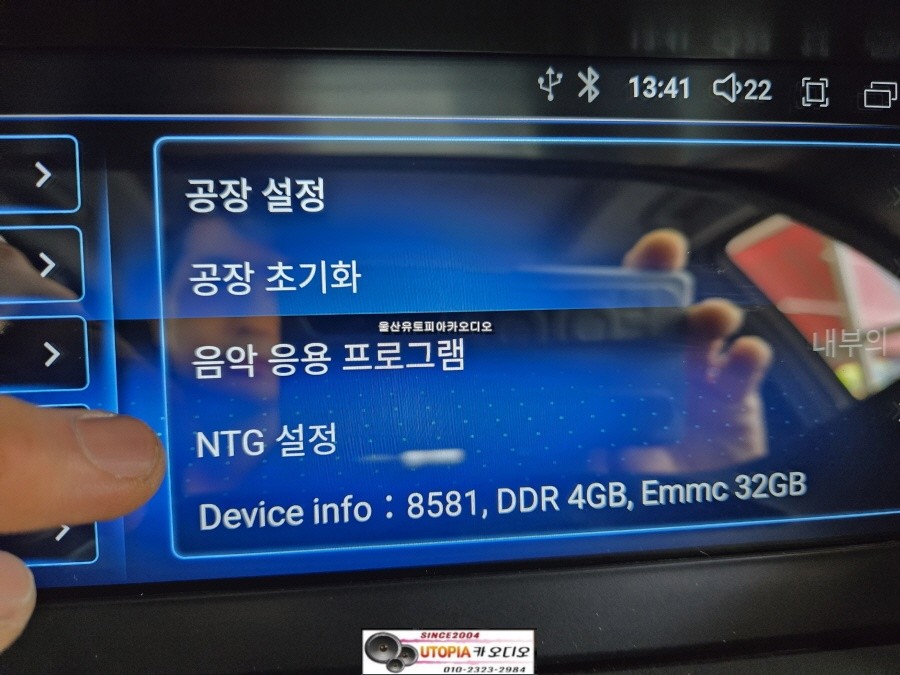 13:41 22
공장 설정
공장 초기화
울산유토피아카오디오
음악 응용 프로그램
내부의
NTG 설정
Device info : 8581, DDR 4GB, Emmc 32GB
SINCE2004
UTOPIA카오디오
010-2323-2984